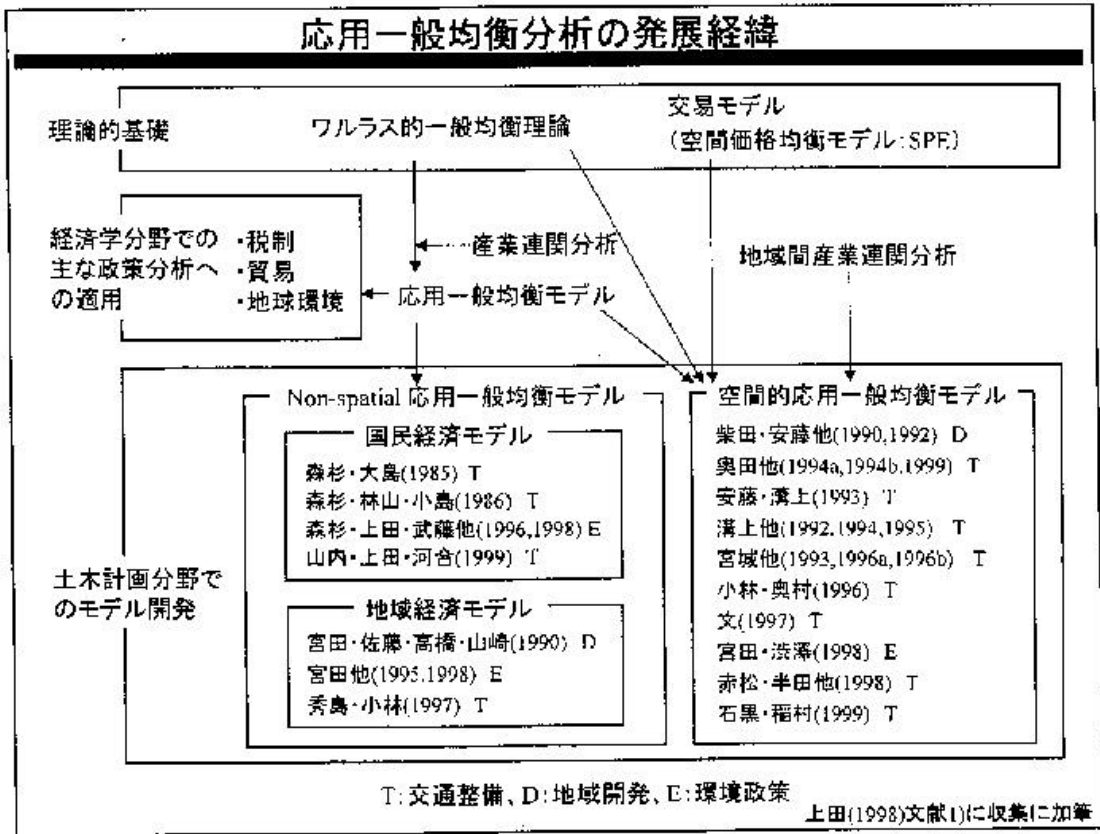 応用一般均衡分析の発展経緯
理論的基礎
ワルラス的一般均衡理論
交易モデル
(空間価格均衡モデル:SPE)
経済学分野での
主な政策分析へ
の適用
・税制
・貿易
・地球環境
産業連関分析
応用一般均衡モデル
地域間産業連関分析
土木計画分野で
のモデル開発
Non-spatial 応用一般均衡モデル
国民経済モデル
森杉・大島(1985) T
森杉・林山・小島(1986) T
森杉・上田・武藤他(1996,1998) E
山内・上田・河合(1999) T
地域経済モデル
宮田・佐藤・高橋・山崎(1990) D
宮田他(1995,1998) E
秀島・小林(1997) T
空間的応用一般均衡モデル
柴田・安藤他(1990,1992) D
奥田他(1994a,1994b,1999) T
安藤・溝上(1993) T
溝上他(1992,1994,1995) T
宮城他(1993,1996a,1996b) T
小林・奥村(1996) T
文(1997) T
宮田・渋澤(1998) E
赤松・半田他(1998) T
石黒・稲村(1999) T
T:交通整備、D:地域開発、E:環境政策
上田(1998)文献1)に収集に加筆